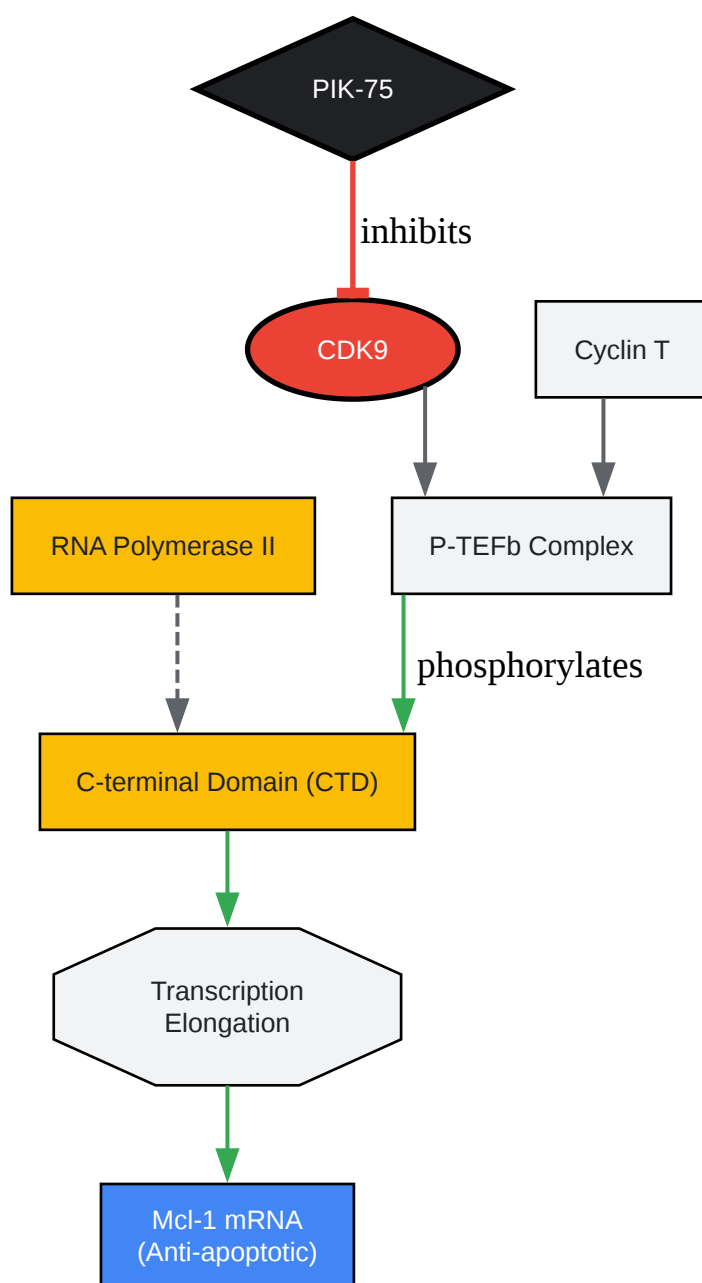 PIK-75
inhibits
CDK9
Cyclin T
RNA Polymerase II
P-TEFb Complex
phosphorylates
C-terminal Domain (CTD)
Transcription
Elongation
Mcl-1 mRNA
(Anti-apoptotic)